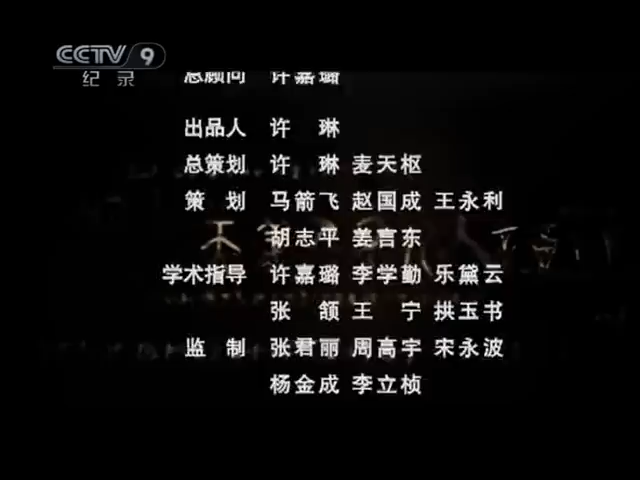 CCTV 9
纪录
总顾问 许嘉璐
出品人 许 琳
总策划 许 琳 麦天枢
策 划 马箭飞 赵国成 王永利
胡志平 姜言东
学术指导 许嘉璐 李学勤 乐黛云
张 颔 王 宁 拱玉书
监 制 张君丽 周高宇 宋永波
杨金成 李立桢